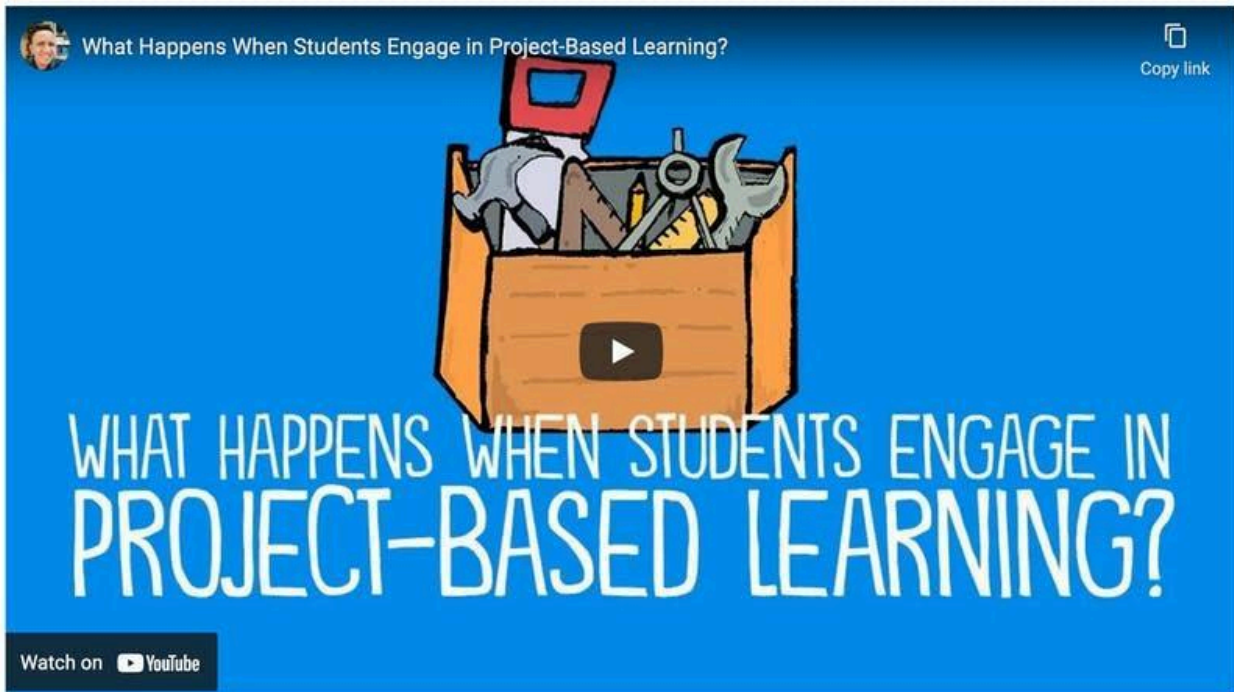 What Happens When Students Engage in Project-Based Learning?
Copy link
WHAT HAPPENS WHEN STUDENTS ENGAGE IN
PROJECT-BASED LEARNING?
Watch on YouTube